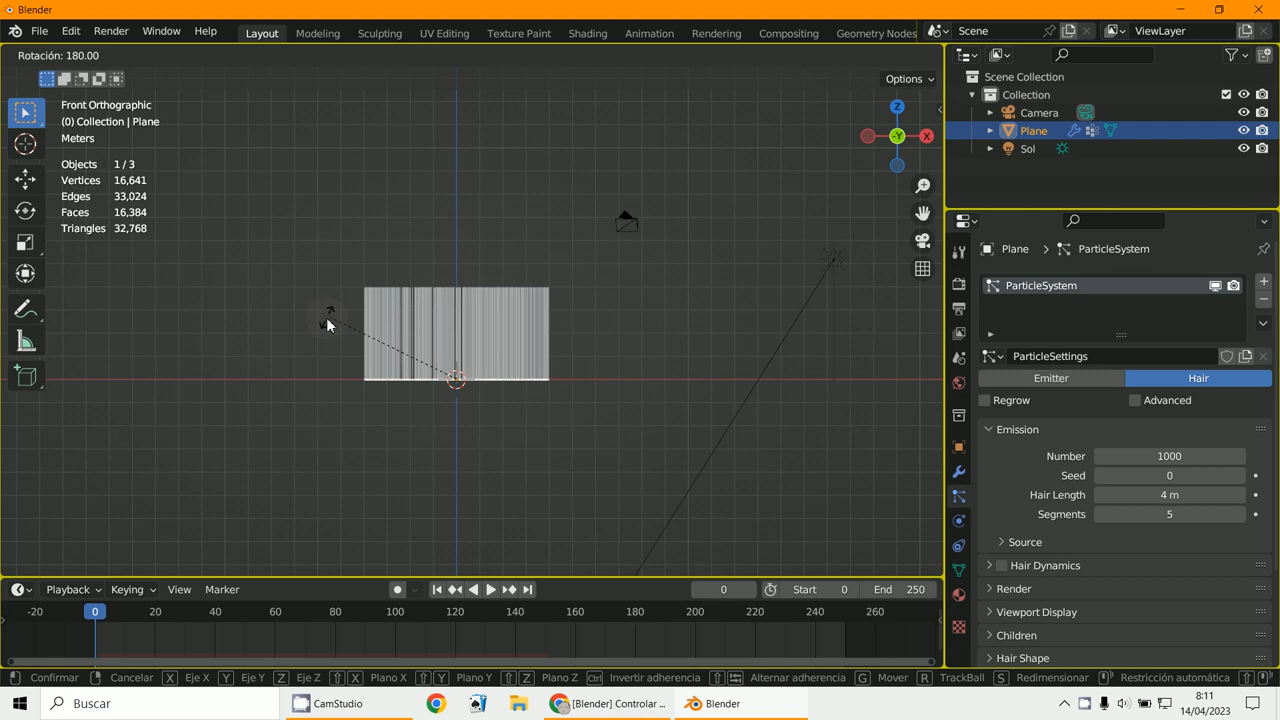 Blender
File Edit Render Window Help
Layout Modeling Sculpting UV Editing Texture Paint Shading Animation Rendering Compositing Geometry Nodes
Scene
ViewLayer
Rotación: 180.00
Options
Front Orthographic
(0) Collection | Plane
Meters
Objects 1 / 3
Vertices 16,641
Edges 33,024
Faces 16,384
Triangles 32,768
Z
X
-Y
Scene Collection
Collection
Camera
Plane
Sol
Plane > ParticleSystem
ParticleSystem
ParticleSettings
Emitter Hair
Regrow Advanced
Emission
Number 1000
Seed 0
Hair Length 4 m
Segments 5
Source
Hair Dynamics
Render
Viewport Display
Children
Hair Shape
Playback Keying View Marker
0 Start 0 End 250
-20 0 20 40 60 80 100 120 140 160 180 200 220 240 260
Confirmar Cancelar X Eje X Y Eje Y Z Eje Z X Plano X Y Plano Y Z Plano Z Ctrl Invertir adherencia Alternar adherencia G Mover R TrackBall S Redimensionar Restricción automática
Buscar
CamStudio
[Blender] Controlar ...
Blender
8:11
14/04/2023